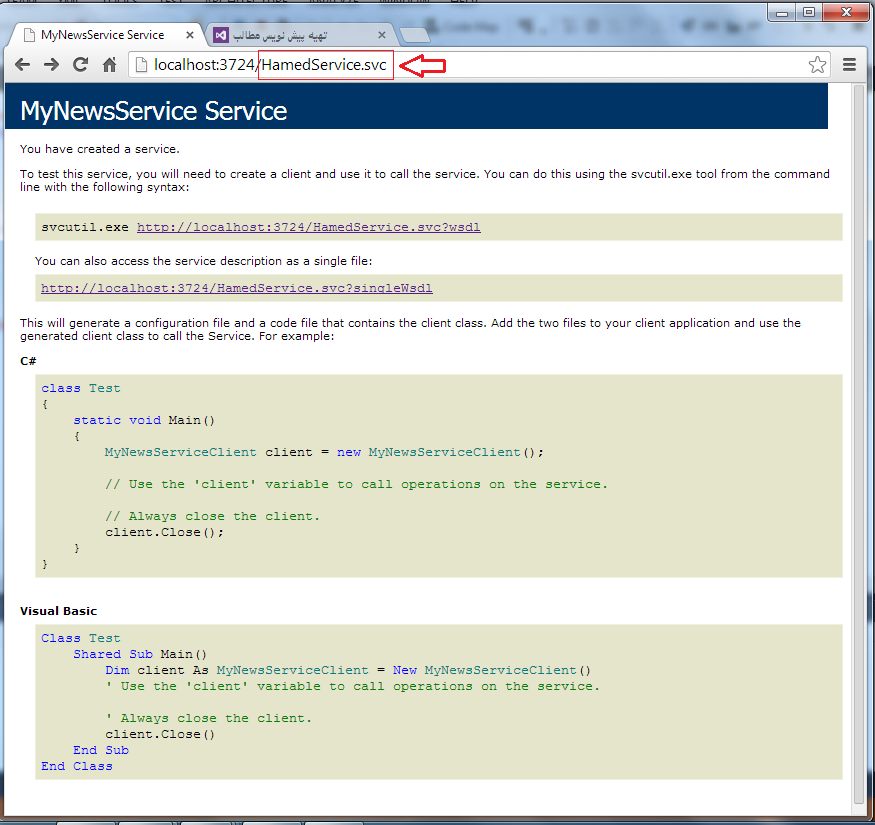 MyNewsService Service
تهیه پیش نویس مطالب
localhost:3724/HamedService.svc
MyNewsService Service
You have created a service.
To test this service, you will need to create a client and use it to call the service. You can do this using the svcutil.exe tool from the command
line with the following syntax:
svcutil.exe http://localhost:3724/HamedService.svc?wsdl
You can also access the service description as a single file:
http://localhost:3724/HamedService.svc?singleWsdl
This will generate a configuration file and a code file that contains the client class. Add the two files to your client application and use the
generated client class to call the Service. For example:
C#
class Test
{
static void Main()
{
MyNewsServiceClient client = new MyNewsServiceClient();
// Use the 'client' variable to call operations on the service.
// Always close the client.
client.Close();
}
}
Visual Basic
Class Test
Shared Sub Main()
Dim client As MyNewsServiceClient = New MyNewsServiceClient()
' Use the 'client' variable to call operations on the service.
' Always close the client.
client.Close()
End Sub
End Class